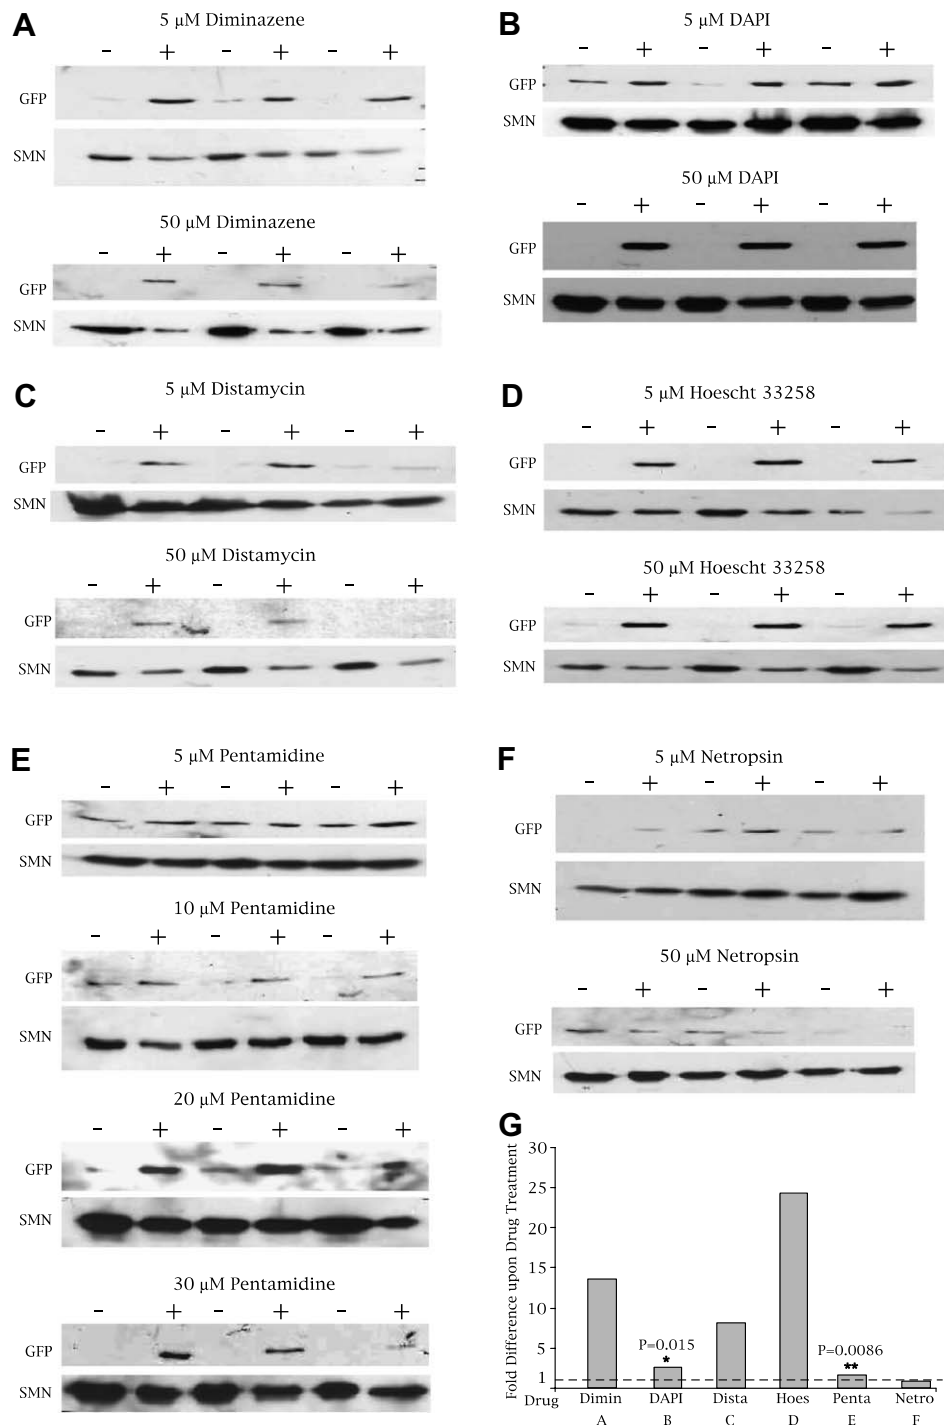 A
5 µM Diminazene
- + - + - +
GFP
SMN
50 µM Diminazene
- + - + - +
GFP
SMN
B
5 µM DAPI
- + - + - +
GFP
SMN
50 µM DAPI
- + - + - +
GFP
SMN
C
5 µM Distamycin
- + - + - +
GFP
SMN
50 µM Distamycin
- + - + - +
GFP
SMN
D
5 µM Hoescht 33258
- + - + - +
GFP
SMN
50 µM Hoescht 33258
- + - + - +
GFP
SMN
E
5 µM Pentamidine
- + - + - +
GFP
SMN
10 µM Pentamidine
- + - + - +
GFP
SMN
20 µM Pentamidine
- + - + - +
GFP
SMN
30 µM Pentamidine
- + - + - +
GFP
SMN
F
5 µM Netropsin
- + - + - +
GFP
SMN
50 µM Netropsin
- + - + - +
GFP
SMN
G
Fold Difference upon Drug Treatment
30
25
20
15
10
5
1
P=0.015
*
P=0.0086
**
Drug Dimin DAPI Dista Hoes Penta Netro
A B C D E F